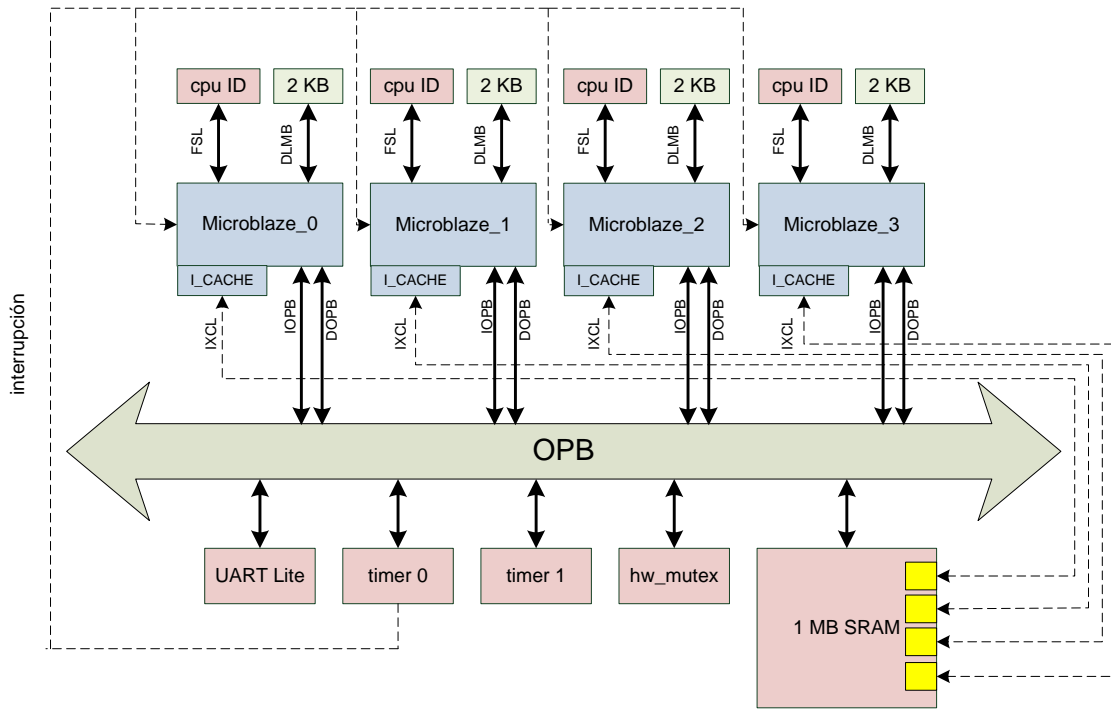 cpu ID
2 KB
cpu ID
2 KB
cpu ID
2 KB
cpu ID
2 KB
FSL
DLMB
FSL
DLMB
FSL
DLMB
FSL
DLMB
Microblaze_0
Microblaze_1
Microblaze_2
Microblaze_3
I_CACHE
I_CACHE
I_CACHE
I_CACHE
IXCL
IOPB
DOPB
IXCL
IOPB
DOPB
IXCL
IOPB
DOPB
IXCL
IOPB
DOPB
interrupción
OPB
UART Lite
timer 0
timer 1
hw_mutex
1 MB SRAM